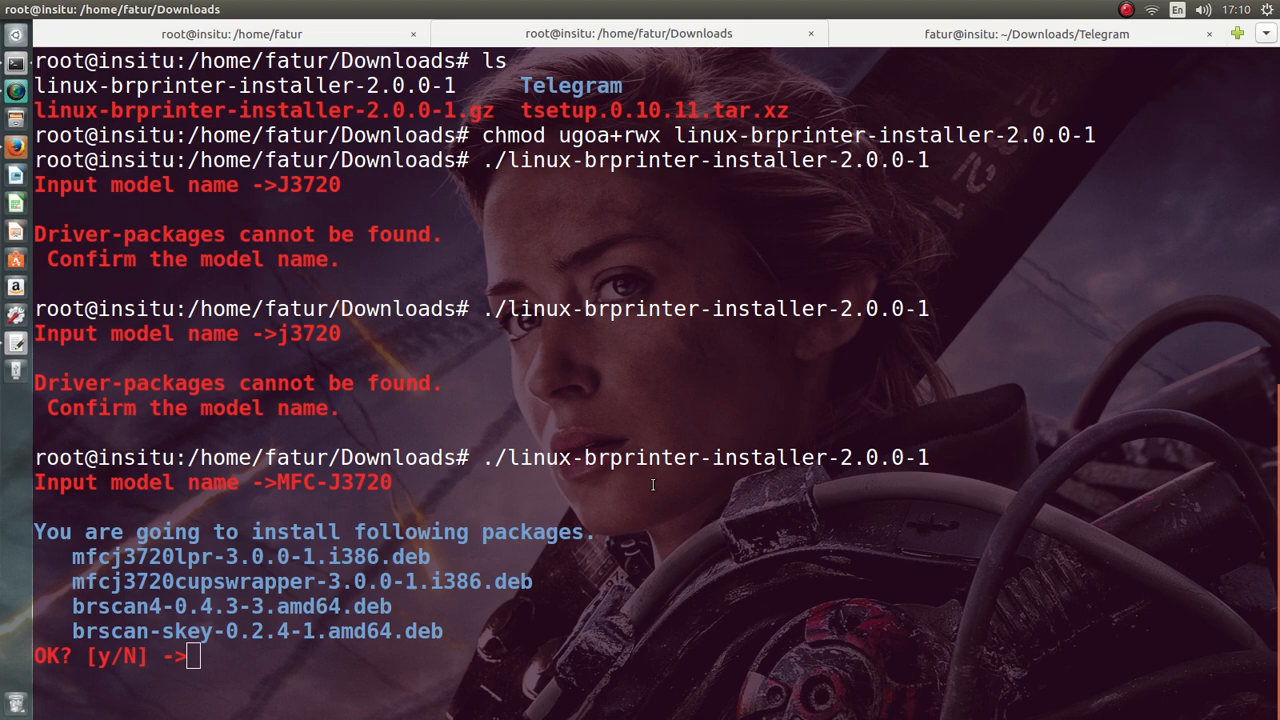 root@insitu: /home/fatur/Downloads
En
17:10
root@insitu: /home/fatur ×
root@insitu: /home/fatur/Downloads ×
fatur@insitu: ~/Downloads/Telegram ×
root@insitu:/home/fatur/Downloads# ls
linux-brprinter-installer-2.0.0-1 Telegram
linux-brprinter-installer-2.0.0-1.gz tsetup.0.10.11.tar.xz
root@insitu:/home/fatur/Downloads# chmod ugoa+rwx linux-brprinter-installer-2.0.0-1
root@insitu:/home/fatur/Downloads# ./linux-brprinter-installer-2.0.0-1
Input model name ->J3720
Driver-packages cannot be found.
Confirm the model name.
root@insitu:/home/fatur/Downloads# ./linux-brprinter-installer-2.0.0-1
Input model name ->j3720
Driver-packages cannot be found.
Confirm the model name.
root@insitu:/home/fatur/Downloads# ./linux-brprinter-installer-2.0.0-1
Input model name ->MFC-J3720
You are going to install following packages.
mfcj3720lpr-3.0.0-1.i386.deb
mfcj3720cupswrapper-3.0.0-1.i386.deb
brscan4-0.4.3-3.amd64.deb
brscan-skey-0.2.4-1.amd64.deb
OK? [y/N] ->